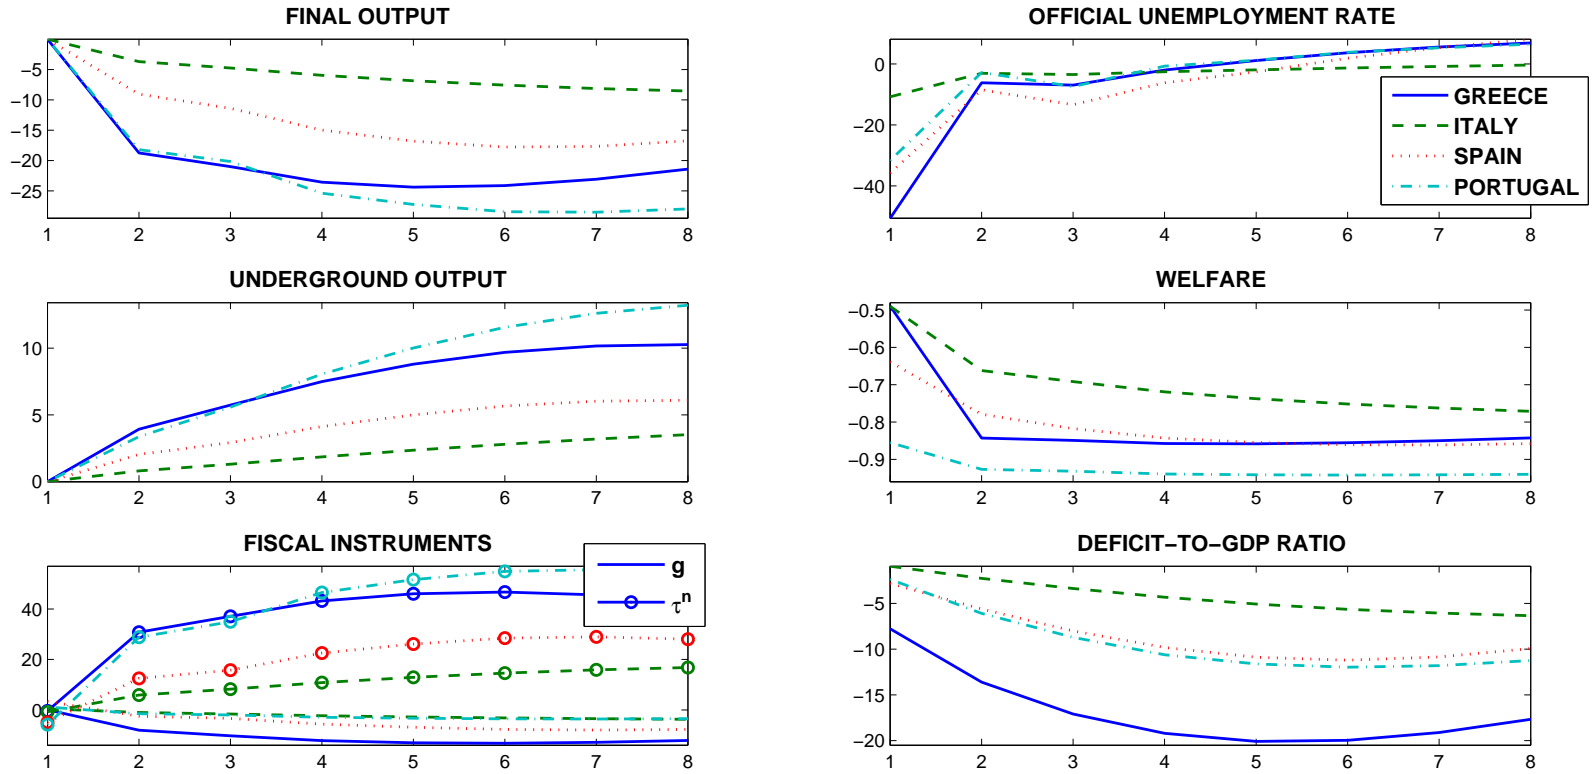 FINAL OUTPUT
−5
−10
−15
−20
−25
1 2 3 4 5 6 7 8
OFFICIAL UNEMPLOYMENT RATE
0
−20
−40
1 2 3 4 5 6 7 8
GREECE
ITALY
SPAIN
PORTUGAL
UNDERGROUND OUTPUT
10
5
0
1 2 3 4 5 6 7 8
WELFARE
−0.5
−0.6
−0.7
−0.8
−0.9
1 2 3 4 5 6 7 8
FISCAL INSTRUMENTS
40
20
0
1 2 3 4 5 6 7 8
g
τⁿ
DEFICIT−TO−GDP RATIO
−5
−10
−15
−20
1 2 3 4 5 6 7 8